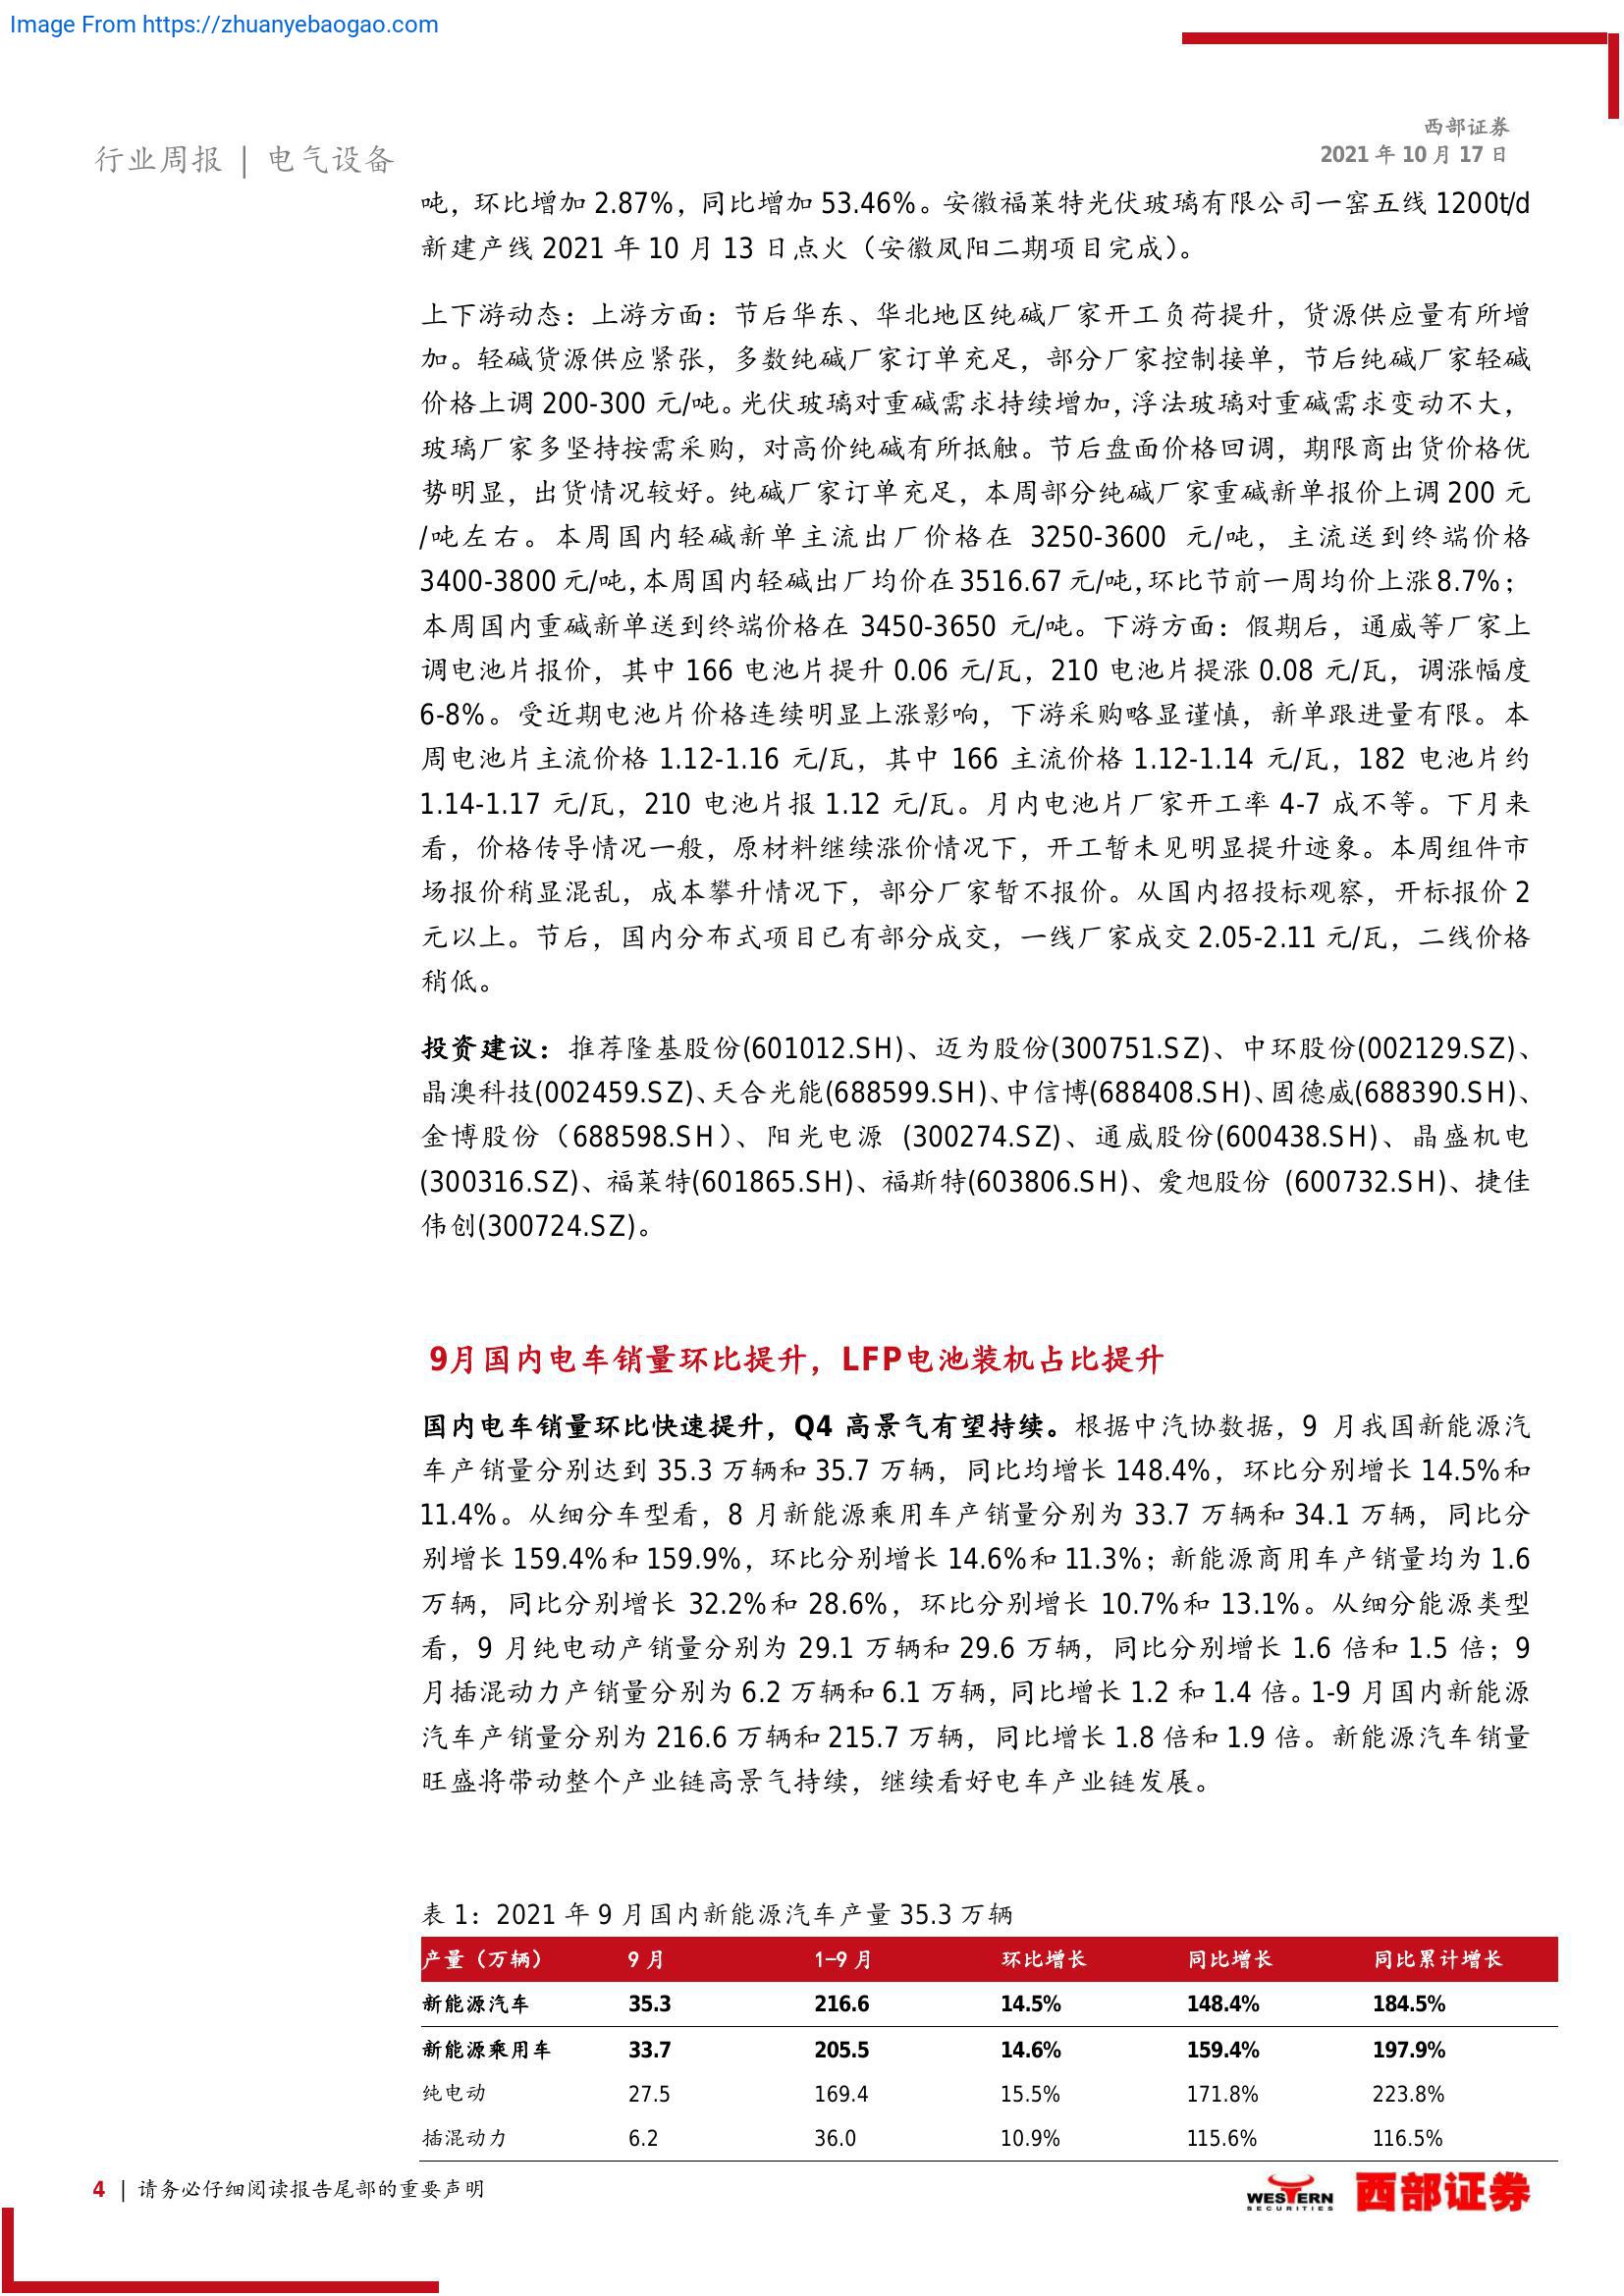 Image From https://zhuanyebaogao.com
西部证券
2021 年 10 月 17 日
行业周报 | 电气设备
吨，环比增加 2.87%，同比增加 53.46%。安徽福莱特光伏玻璃有限公司一窑五线 1200t/d
新建产线 2021 年 10 月 13 日点火（安徽凤阳二期项目完成）。
上下游动态：上游方面：节后华东、华北地区纯碱厂家开工负荷提升，货源供应量有所增
加。轻碱货源供应紧张，多数纯碱厂家订单充足，部分厂家控制接单，节后纯碱厂家轻碱
价格上调 200-300 元/吨。光伏玻璃对重碱需求持续增加，浮法玻璃对重碱需求变动不大，
玻璃厂家多坚持按需采购，对高价纯碱有所抵触。节后盘面价格回调，期限商出货价格优
势明显，出货情况较好。纯碱厂家订单充足，本周部分纯碱厂家重碱新单报价上调 200 元
/吨左右。本周国内轻碱新单主流出厂价格在 3250-3600 元/吨，主流送到终端价格
3400-3800 元/吨，本周国内轻碱出厂均价在 3516.67 元/吨，环比节前一周均价上涨 8.7%；
本周国内重碱新单送到终端价格在 3450-3650 元/吨。下游方面：假期后，通威等厂家上
调电池片报价，其中 166 电池片提升 0.06 元/瓦，210 电池片提涨 0.08 元/瓦，调涨幅度
6-8%。受近期电池片价格连续明显上涨影响，下游采购略显谨慎，新单跟进量有限。本
周电池片主流价格 1.12-1.16 元/瓦，其中 166 主流价格 1.12-1.14 元/瓦，182 电池片约
1.14-1.17 元/瓦，210 电池片报 1.12 元/瓦。月内电池片厂家开工率 4-7 成不等。下月来
看，价格传导情况一般，原材料继续涨价情况下，开工暂未见明显提升迹象。本周组件市
场报价稍显混乱，成本攀升情况下，部分厂家暂不报价。从国内招投标观察，开标报价 2
元以上。节后，国内分布式项目已有部分成交，一线厂家成交 2.05-2.11 元/瓦，二线价格
稍低。
投资建议：推荐隆基股份(601012.SH)、迈为股份(300751.SZ)、中环股份(002129.SZ)、
晶澳科技(002459.SZ)、天合光能(688599.SH)、中信博(688408.SH)、固德威(688390.SH)、
金博股份（688598.SH）、阳光电源 (300274.SZ)、通威股份(600438.SH)、晶盛机电
(300316.SZ)、福莱特(601865.SH)、福斯特(603806.SH)、爱旭股份 (600732.SH)、捷佳
伟创(300724.SZ)。
9月国内电车销量环比提升，LFP电池装机占比提升
国内电车销量环比快速提升，Q4 高景气有望持续。根据中汽协数据，9 月我国新能源汽
车产销量分别达到 35.3 万辆和 35.7 万辆，同比均增长 148.4%，环比分别增长 14.5%和
11.4%。从细分车型看，8 月新能源乘用车产销量分别为 33.7 万辆和 34.1 万辆，同比分
别增长 159.4%和 159.9%，环比分别增长 14.6%和 11.3%；新能源商用车产销量均为 1.6
万辆，同比分别增长 32.2%和 28.6%，环比分别增长 10.7%和 13.1%。从细分能源类型
看，9 月纯电动产销量分别为 29.1 万辆和 29.6 万辆，同比分别增长 1.6 倍和 1.5 倍；9
月插混动力产销量分别为 6.2 万辆和 6.1 万辆，同比增长 1.2 和 1.4 倍。1-9 月国内新能源
汽车产销量分别为 216.6 万辆和 215.7 万辆，同比增长 1.8 倍和 1.9 倍。新能源汽车销量
旺盛将带动整个产业链高景气持续，继续看好电车产业链发展。
表 1：2021 年 9 月国内新能源汽车产量 35.3 万辆
产量（万辆） 9 月 1-9 月 环比增长 同比增长 同比累计增长
新能源汽车 35.3 216.6 14.5% 148.4% 184.5%
新能源乘用车 33.7 205.5 14.6% 159.4% 197.9%
纯电动 27.5 169.4 15.5% 171.8% 223.8%
插混动力 6.2 36.0 10.9% 115.6% 116.5%
4 | 请务必仔细阅读报告尾部的重要声明
WESTERN
SECURITIES
西部证券